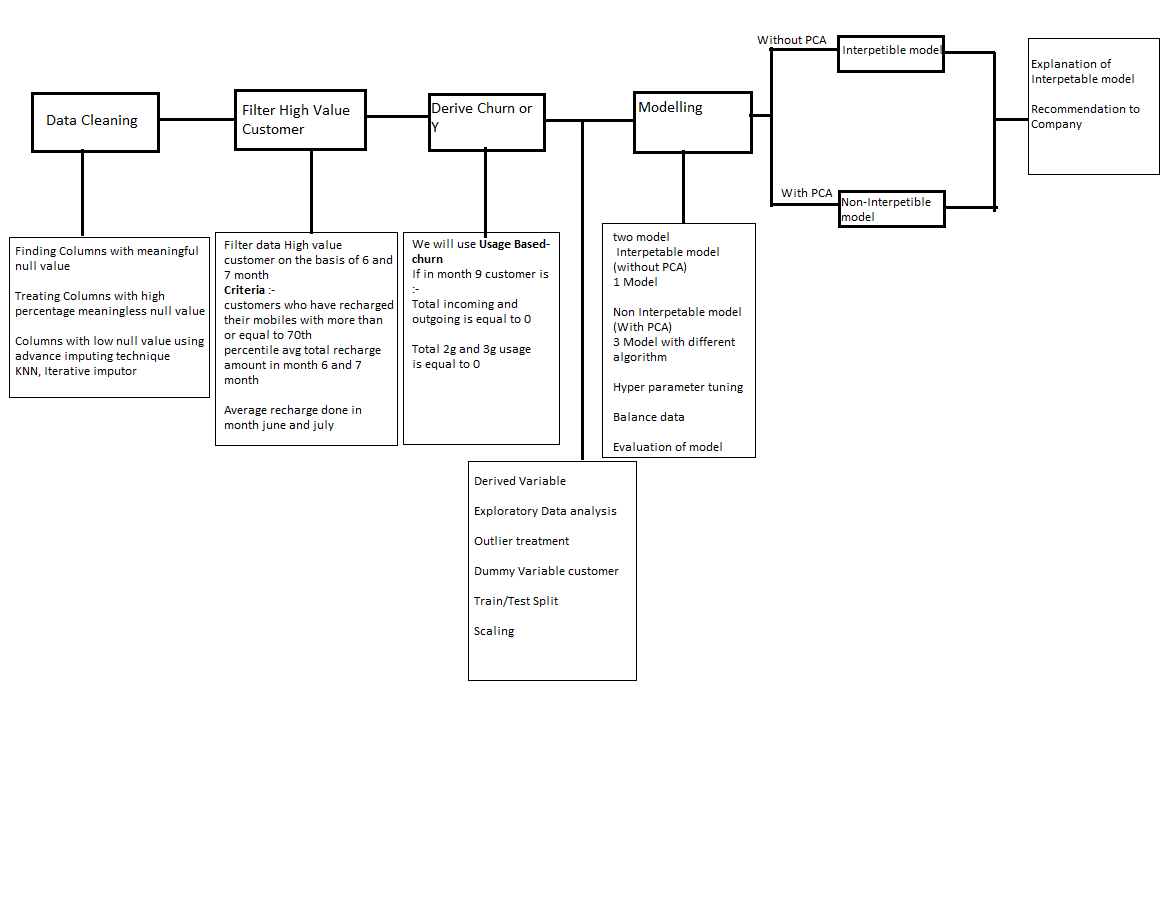 Without PCA
Interpetible model
Explanation of
Interpetable model
Recommendation to
Company
Data Cleaning
Filter High Value
Customer
Derive Churn or
Y
Modelling
With PCA
Non-Interpetible
model
Finding Columns with meaningful
null value
Treating Columns with high
percentage meaningless null value
Columns with low null value using
advance imputing technique
KNN, Iterative imputor
Filter data High value
customer on the basis of 6 and
7 month
Criteria :-
customers who have recharged
their mobiles with more than
or equal to 70th
percentile avg total recharge
amount in month 6 and 7
month
Average recharge done in
month june and july
We will use Usage Based-
churn
If in month 9 customer is
:-
Total incoming and
outgoing is equal to 0
Total 2g and 3g usage
is equal to 0
two model
Interpetable model
(without PCA)
1 Model
Non Interpetable model
(With PCA)
3 Model with different
algorithm
Hyper parameter tuning
Balance data
Evaluation of model
Derived Variable
Exploratory Data analysis
Outlier treatment
Dummy Variable customer
Train/Test Split
Scaling